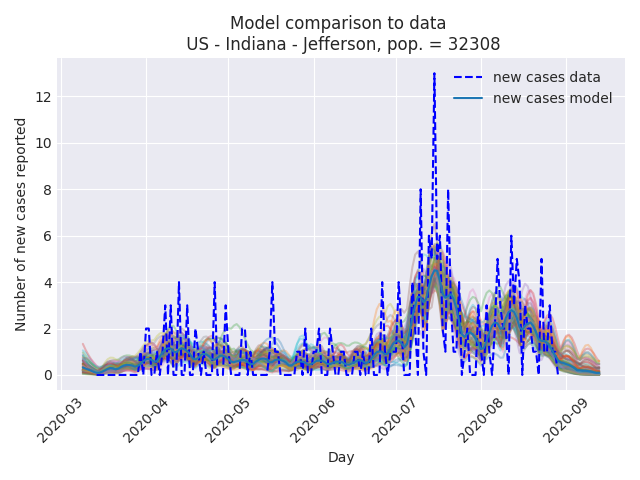 Model comparison to data
US - Indiana - Jefferson, pop. = 32308
new cases data
new cases model
Number of new cases reported
12
10
8
6
4
2
0
2020-03
2020-04
2020-05
2020-06
2020-07
2020-08
2020-09
Day